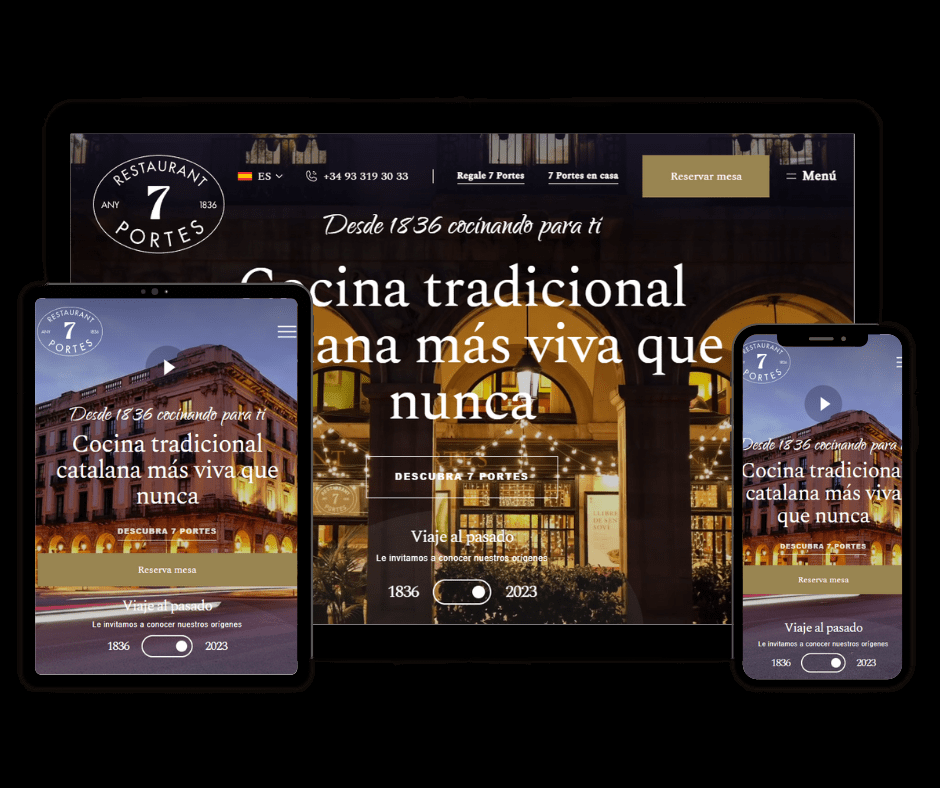 RESTAURANT
7
ANY 1836
PORTES
ES
+34 93 319 30 33
Regale 7 Portes
7 Portes en casa
Reservar mesa
Menú
Desde 1836 cocinando para ti
Cocina tradicional
ana más viva que
nunca
DESCUBRA 7 PORTES
Viaje al pasado
Le invitamos a conocer nuestros orígenes
1836 2023
RESTAURANT
7
ANY 1836
PORTES
Desde 1836 cocinando para ti
Cocina tradicional
catalana más viva que
nunca
DESCUBRA 7 PORTES
Reserva mesa
Viaje al pasado
Le invitamos a conocer nuestros orígenes
1836 2023
RESTAURANT
7
PORTES
Desde 1836 cocinando para
Cocina tradiciona
catalana más viva
que nunca
DESCUBRA 7 PORTES
Reserva mesa
Viaje al pasado
Le invitamos a conocer nuestros orígenes
1836 2023